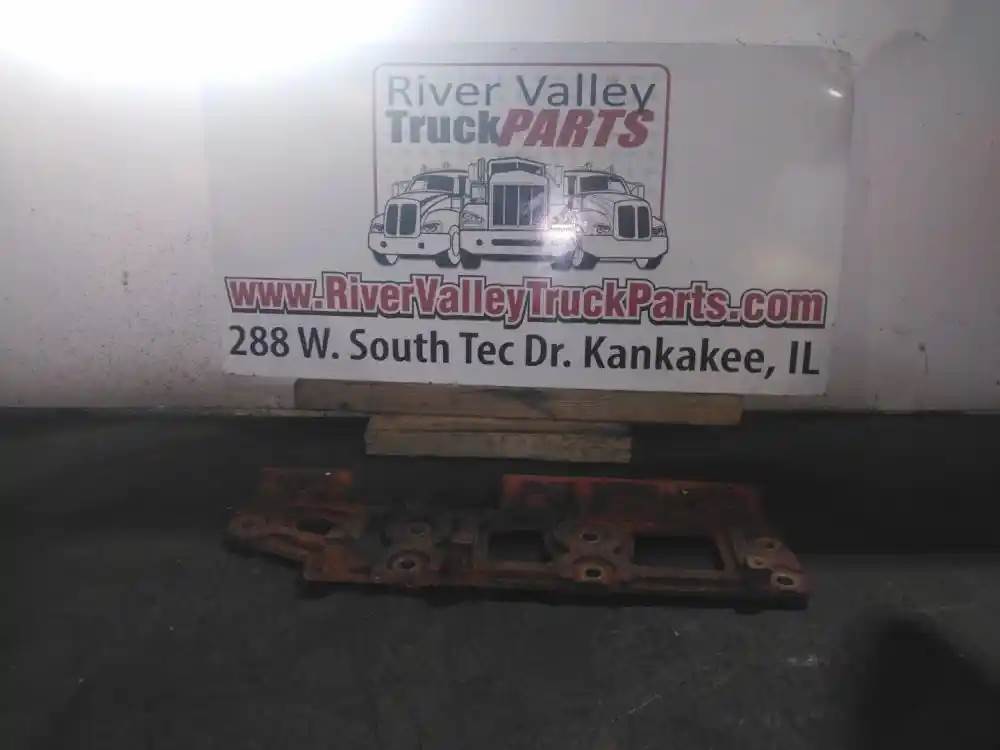 River Valley
TruckPARTS
www.RiverValleyTruckParts.com
288 W. South Tec Dr. Kankakee, IL